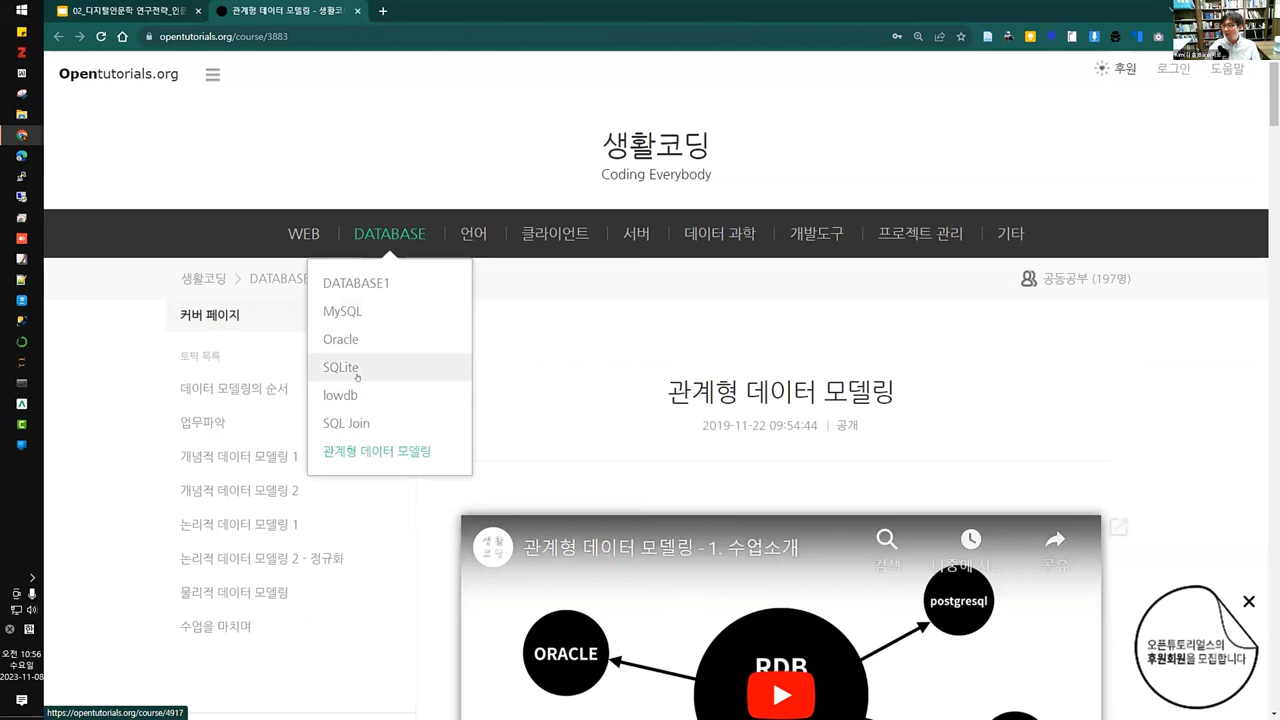 02_디지털인문학 연구전략_인문
관계형 데이터 모델링 - 생활코딩
opentutorials.org/course/3883
Opentutorials.org
후원
로그인
도움말
생활코딩
Coding Everybody
WEB
DATABASE
언어
클라이언트
서버
데이터 과학
개발도구
프로젝트 관리
기타
생활코딩
DATABASE
공동공부 (197명)
DATABASE1
MySQL
Oracle
SQLite
lowdb
SQL Join
관계형 데이터 모델링
커버 페이지
토픽 목록
데이터 모델링의 순서
업무파악
개념적 데이터 모델링 1
개념적 데이터 모델링 2
논리적 데이터 모델링 1
논리적 데이터 모델링 2 - 정규화
물리적 데이터 모델링
수업을 마치며
관계형 데이터 모델링
2019-11-22 09:54:44
공개
생활
코딩
관계형 데이터 모델링 - 1. 수업소개
검색
나중에 시...
공유
postgresql
ORACLE
RDB
오픈튜토리얼스의
후원회원을 모집합니다
오전 10:56
수요일
2023-11-08
https://opentutorials.org/course/4917